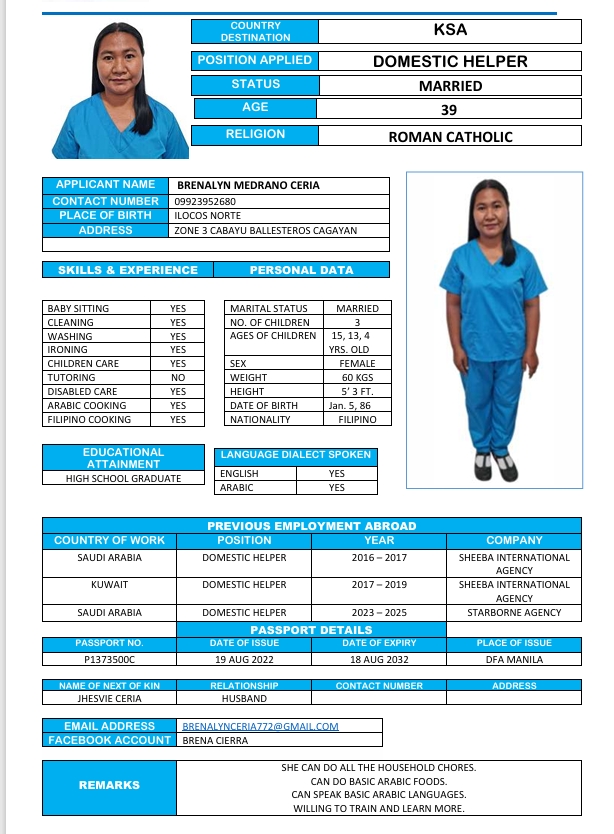 COUNTRY DESTINATION KSA
POSITION APPLIED DOMESTIC HELPER
STATUS MARRIED
AGE 39
RELIGION ROMAN CATHOLIC
APPLICANT NAME BRENALYN MEDRANO CERIA
CONTACT NUMBER 09923952680
PLACE OF BIRTH ILOCOS NORTE
ADDRESS ZONE 3 CABAYU BALLESTEROS CAGAYAN
SKILLS & EXPERIENCE PERSONAL DATA
BABY SITTING YES
CLEANING YES
WASHING YES
IRONING YES
CHILDREN CARE YES
TUTORING NO
DISABLED CARE YES
ARABIC COOKING YES
FILIPINO COOKING YES
MARITAL STATUS MARRIED
NO. OF CHILDREN 3
AGES OF CHILDREN 15, 13, 4
YRS. OLD
SEX FEMALE
WEIGHT 60 KGS
HEIGHT 5' 3 FT.
DATE OF BIRTH Jan. 5, 86
NATIONALITY FILIPINO
EDUCATIONAL
ATTAINMENT
HIGH SCHOOL GRADUATE
LANGUAGE DIALECT SPOKEN
ENGLISH YES
ARABIC YES
PREVIOUS EMPLOYMENT ABROAD
COUNTRY OF WORK POSITION YEAR COMPANY
SAUDI ARABIA DOMESTIC HELPER 2016 – 2017 SHEEBA INTERNATIONAL
AGENCY
KUWAIT DOMESTIC HELPER 2017 – 2019 SHEEBA INTERNATIONAL
AGENCY
SAUDI ARABIA DOMESTIC HELPER 2023 – 2025 STARBORNE AGENCY
PASSPORT DETAILS
PASSPORT NO. DATE OF ISSUE DATE OF EXPIRY PLACE OF ISSUE
P1373500C 19 AUG 2022 18 AUG 2032 DFA MANILA
NAME OF NEXT OF KIN RELATIONSHIP CONTACT NUMBER ADDRESS
JHESVIE CERIA HUSBAND
EMAIL ADDRESS BRENALYNCERIA772@GMAIL.COM
FACEBOOK ACCOUNT BRENA CIERRA
REMARKS
SHE CAN DO ALL THE HOUSEHOLD CHORES.
CAN DO BASIC ARABIC FOODS.
CAN SPEAK BASIC ARABIC LANGUAGES.
WILLING TO TRAIN AND LEARN MORE.